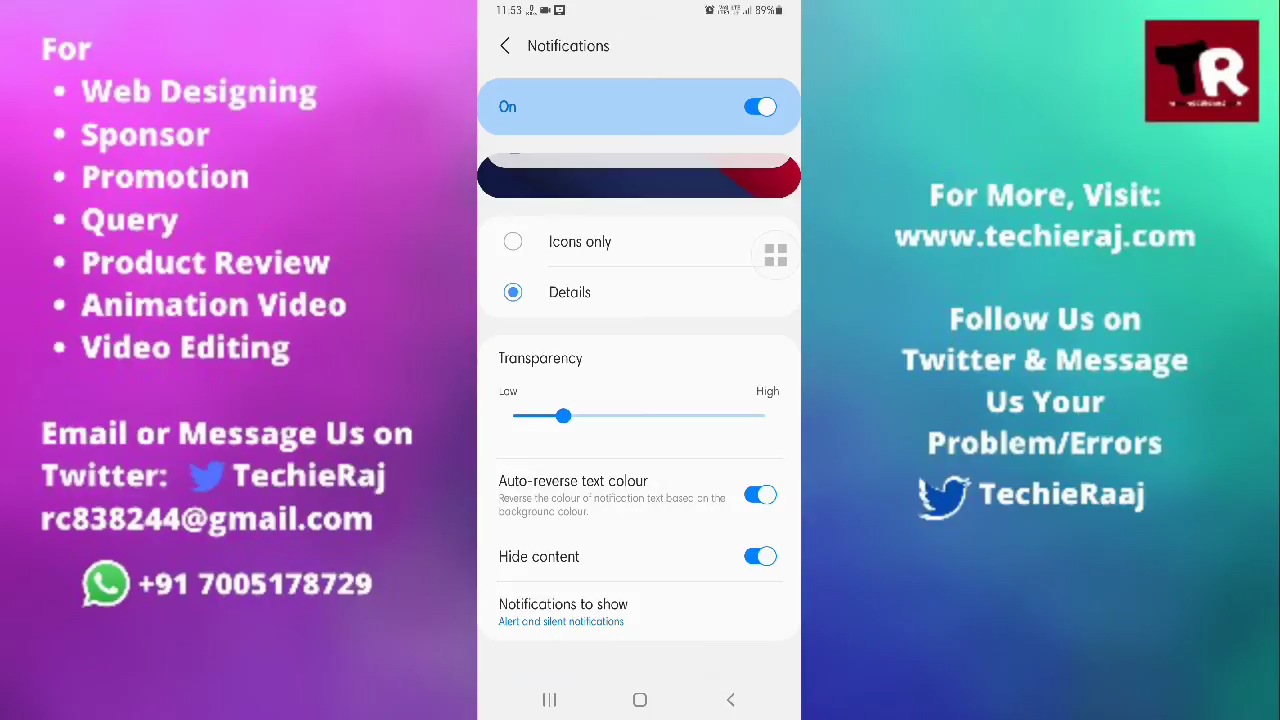 For
• Web Designing
• Sponsor
• Promotion
• Query
• Product Review
• Animation Video
• Video Editing
Email or Message Us on
Twitter: TechieRaj
rc838244@gmail.com
+91 7005178729
11:53
89%
Notifications
On
Icons only
Details
Transparency
Low
High
Auto-reverse text colour
Reverse the colour of notification text based on the
background colour.
Hide content
Notifications to show
Alert and silent notifications
TR
For More, Visit:
www.techieraj.com
Follow Us on
Twitter & Message
Us Your
Problem/Errors
TechieRaaj